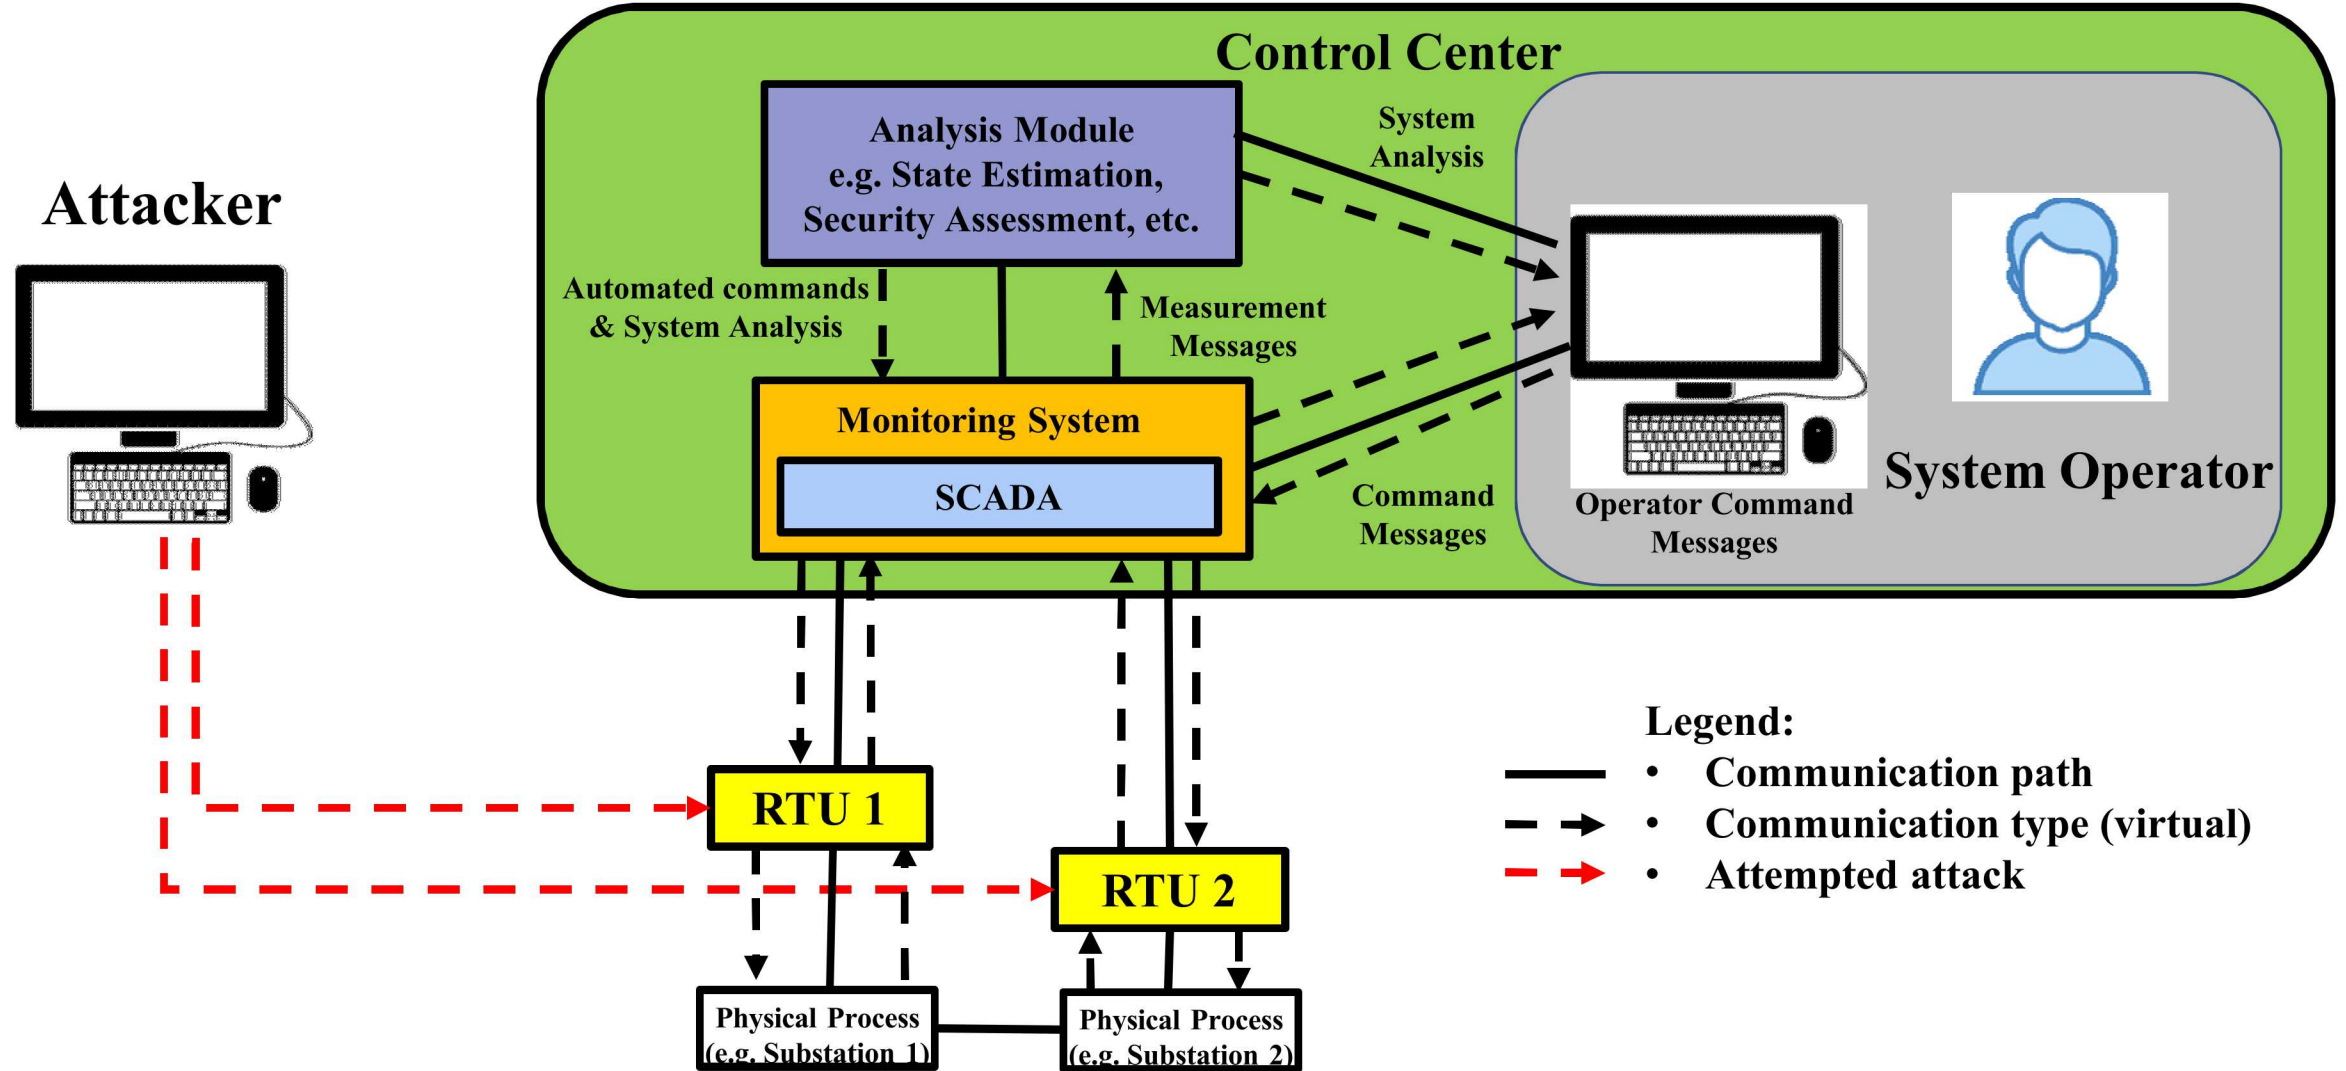 Control Center
Analysis Module
e.g. State Estimation,
Security Assessment, etc.
System
Analysis
Attacker
Automated commands
& System Analysis
Measurement
Messages
Monitoring System
SCADA
Command
Messages
Operator Command
Messages
System Operator
RTU 1
RTU 2
Physical Process
(e.g. Substation 1)
Physical Process
(e.g. Substation 2)
Legend:
• Communication path
• Communication type (virtual)
• Attempted attack